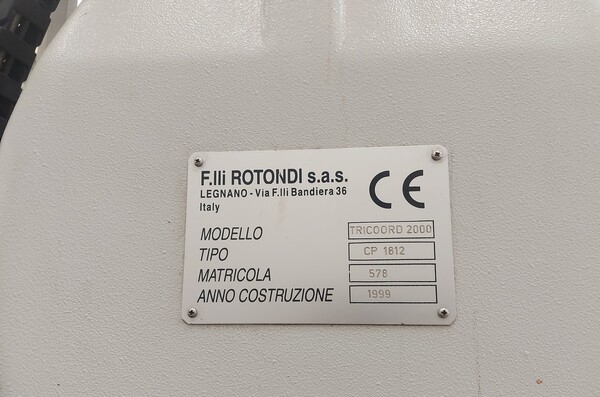 F.lli ROTONDI s.a.s.
LEGNANO - Via F.lli Bandiera 36
Italy
CE
MODELLO TRICOORD 2000
TIPO CP 1812
MATRICOLA 578
ANNO COSTRUZIONE 1999